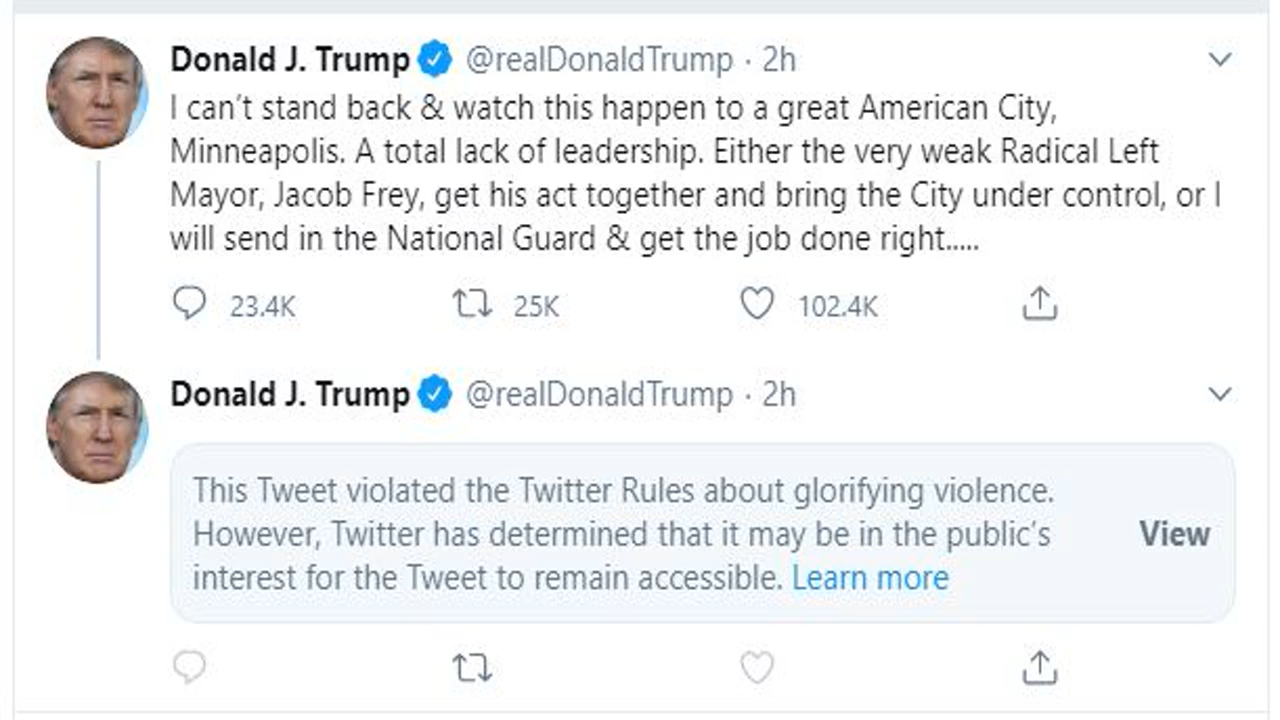 Donald J. Trump @realDonaldTrump · 2h
I can't stand back & watch this happen to a great American City,
Minneapolis. A total lack of leadership. Either the very weak Radical Left
Mayor, Jacob Frey, get his act together and bring the City under control, or I
will send in the National Guard & get the job done right.....
23.4K 25K 102.4K
Donald J. Trump @realDonaldTrump · 2h
This Tweet violated the Twitter Rules about glorifying violence.
However, Twitter has determined that it may be in the public's View
interest for the Tweet to remain accessible. Learn more